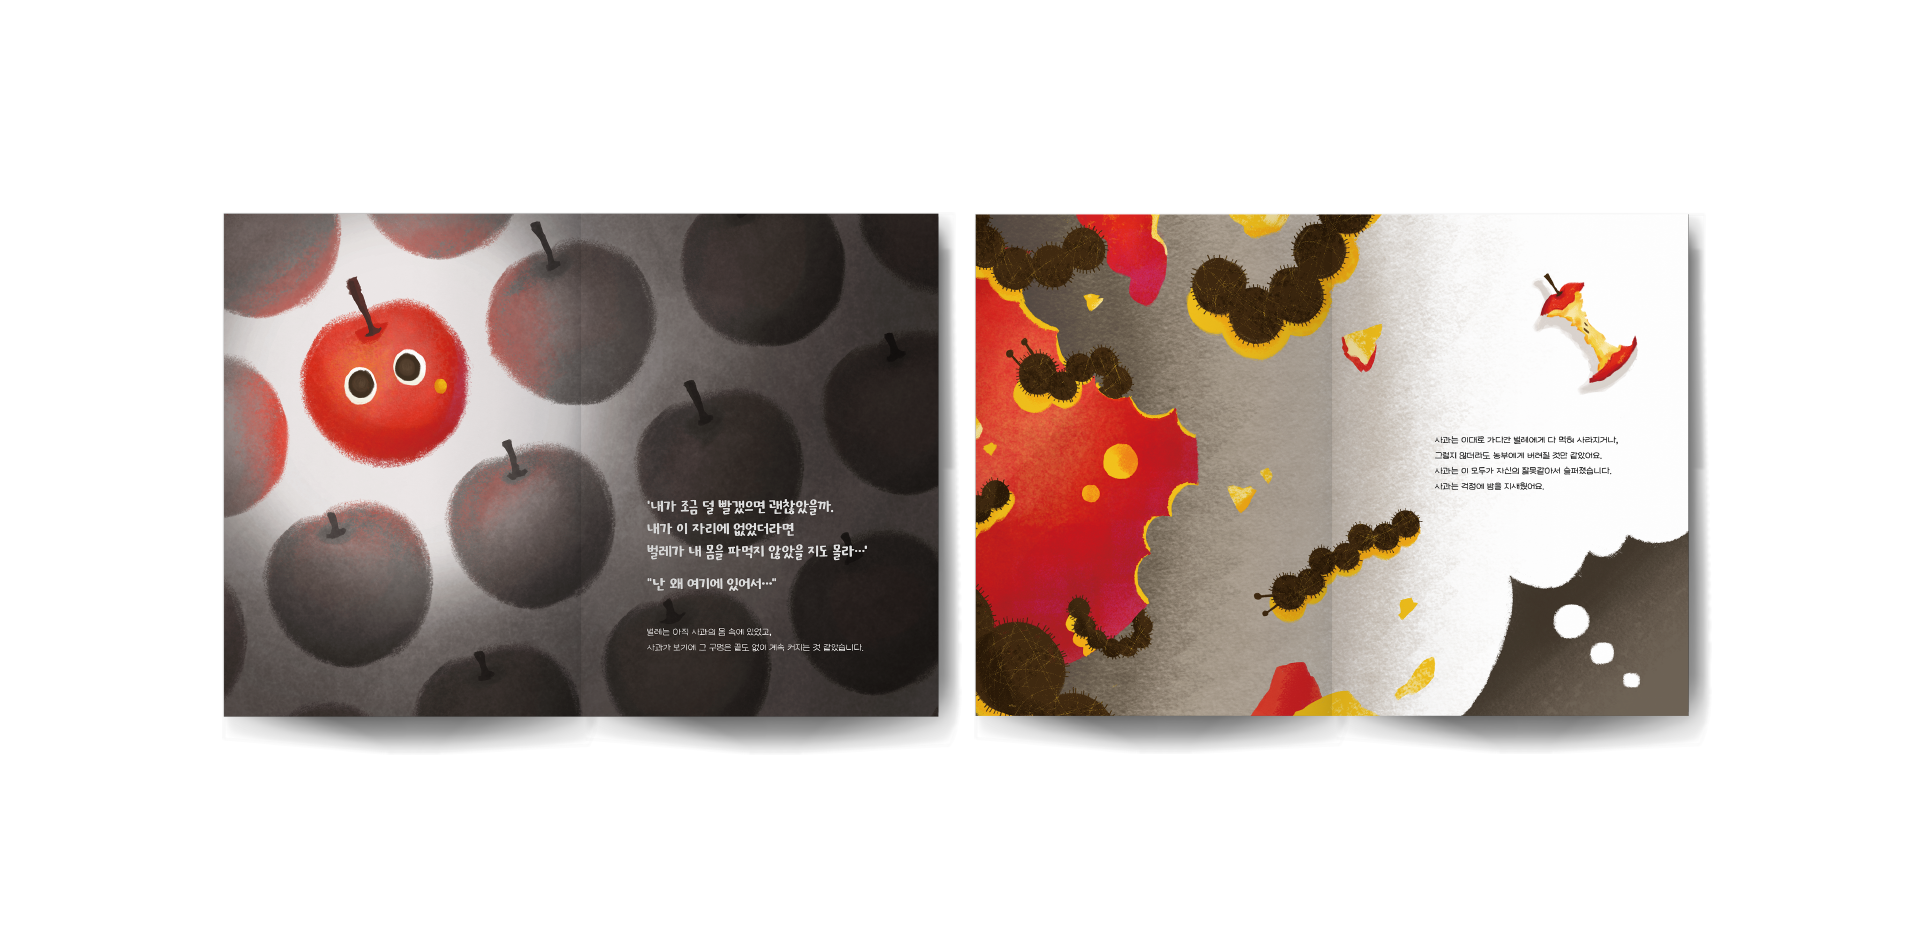 '내가 조금 덜 빨갰으면 괜찮았을까.
내가 이 자리에 없었더라면
벌레가 내 몸을 파먹지 않았을 지도 몰라…'
"난 왜 여기에 있어서…"
벌레는 아직 사과의 몸 속에 있었고,
사과가 보기에 그 구멍은 끝도 없이 계속 커지는 것 같았습니다.
사과는 이대로 가다간 벌레에게 다 먹혀 사라지거나,
그렇지 않더라도 농부에게 버려질 것만 같았어요.
사과는 이 모두가 자신의 잘못같아서 슬퍼졌습니다.
사과는 걱정에 밤을 지새웠어요.